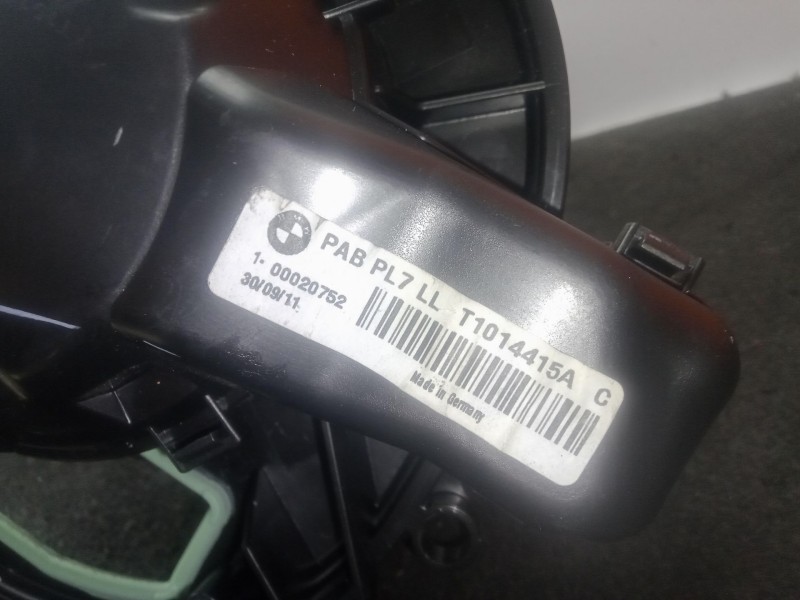 PAB PL7 LL T1014415A C
1- 00020752
30/09/11
Made in Germany